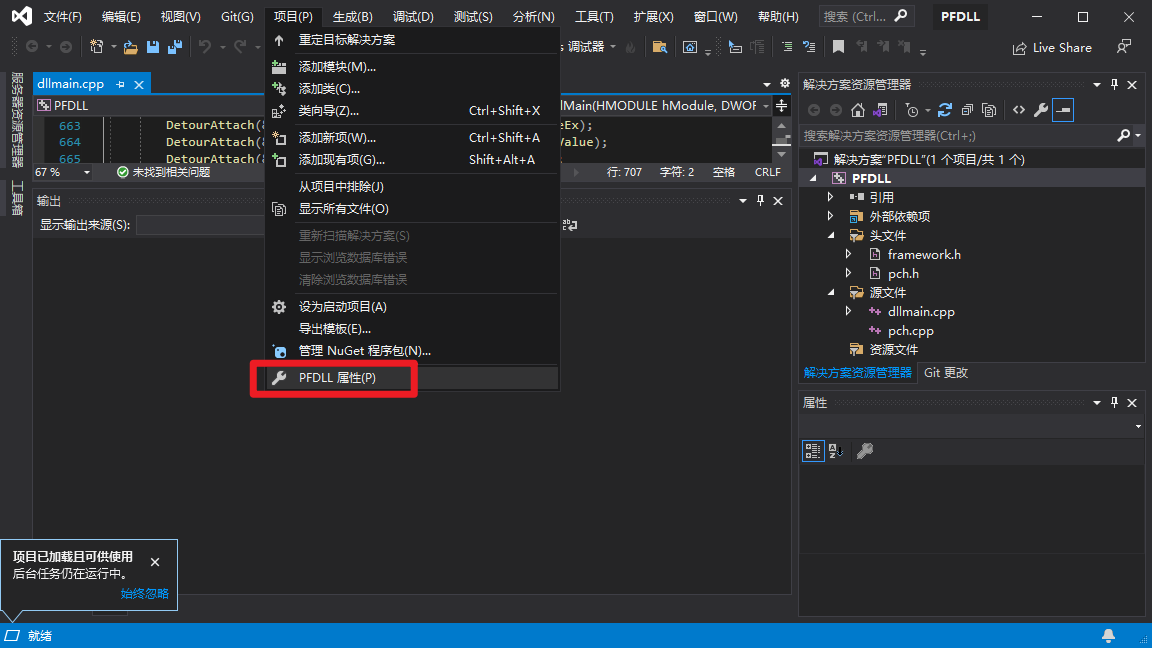 文件(F) 编辑(E) 视图(V) Git(G) 项目(P) 生成(B) 调试(D) 测试(S) 分析(N) 工具(T) 扩展(X) 窗口(W) 帮助(H) 搜索 (Ctrl... PFDLL
调试器 Live Share
服务器资源管理器
工具箱
dllmain.cpp
PFDLL
lMain(HMODULE hModule, DWOF
663 DetourAttach(& eEx);
664 DetourAttach(& Value);
665 DetourAttach(&
67 % 未找到相关问题 行: 707 字符: 2 空格 CRLF
输出
显示输出来源(S):
重定目标解决方案
添加模块(M)...
添加类(C)...
类向导(Z)... Ctrl+Shift+X
添加新项(W)... Ctrl+Shift+A
添加现有项(G)... Shift+Alt+A
从项目中排除(J)
显示所有文件(O)
重新扫描解决方案(S)
显示浏览数据库错误
清除浏览数据库错误
设为启动项目(A)
导出模板(E)...
管理 NuGet 程序包(N)...
PFDLL 属性(P)
解决方案资源管理器
搜索解决方案资源管理器(Ctrl+;)
解决方案"PFDLL"(1 个项目/共 1 个)
PFDLL
引用
外部依赖项
头文件
framework.h
pch.h
源文件
dllmain.cpp
pch.cpp
资源文件
解决方案资源管理器 Git 更改
属性
项目已加载且可供使用
后台任务仍在运行中。
始终忽略
就绪